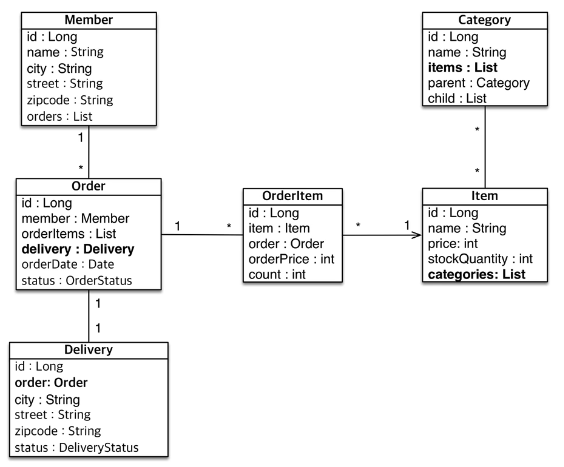 Member
id : Long
name : String
city : String
street : String
zipcode : String
orders : List
Category
id : Long
name : String
items : List
parent : Category
child : List
1
*
*
*
Order
id : Long
member : Member
orderItems : List
delivery : Delivery
orderDate : Date
status : OrderStatus
1
*
OrderItem
id : Long
item : Item
order : Order
orderPrice : int
count : int
*
1
Item
id : Long
name : String
price: int
stockQuantity : int
categories: List
1
1
Delivery
id : Long
order: Order
city : String
street : String
zipcode : String
status : DeliveryStatus